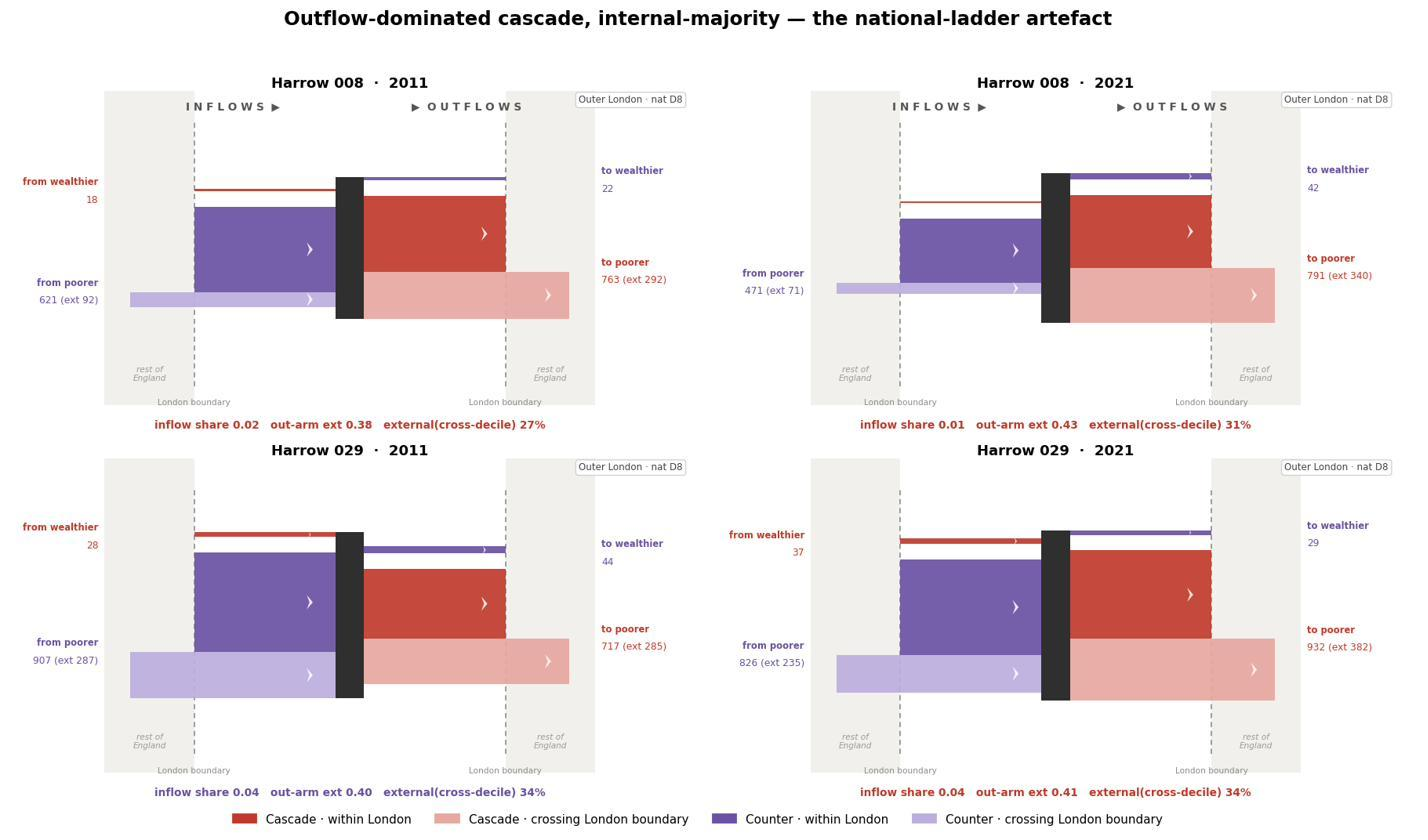 Outflow-dominated cascade, internal-majority — the national-ladder artefact
Harrow 008 · 2011
INFLOWS ▶
▶ OUTFLOWS
Outer London · nat D8
from wealthier
18
from poorer
621 (ext 92)
to wealthier
22
to poorer
763 (ext 292)
rest of
England
rest of
England
London boundary
London boundary
inflow share 0.02 out-arm ext 0.38 external(cross-decile) 27%
Harrow 008 · 2021
INFLOWS ▶
▶ OUTFLOWS
Outer London · nat D8
from poorer
471 (ext 71)
to wealthier
42
to poorer
791 (ext 340)
rest of
England
rest of
England
London boundary
London boundary
inflow share 0.01 out-arm ext 0.43 external(cross-decile) 31%
Harrow 029 · 2011
Outer London · nat D8
from wealthier
28
from poorer
907 (ext 287)
to wealthier
44
to poorer
717 (ext 285)
rest of
England
rest of
England
London boundary
London boundary
inflow share 0.04 out-arm ext 0.40 external(cross-decile) 34%
Harrow 029 · 2021
Outer London · nat D8
from wealthier
37
from poorer
826 (ext 235)
to wealthier
29
to poorer
932 (ext 382)
rest of
England
rest of
England
London boundary
London boundary
inflow share 0.04 out-arm ext 0.41 external(cross-decile) 34%
Cascade · within London
Cascade · crossing London boundary
Counter · within London
Counter · crossing London boundary